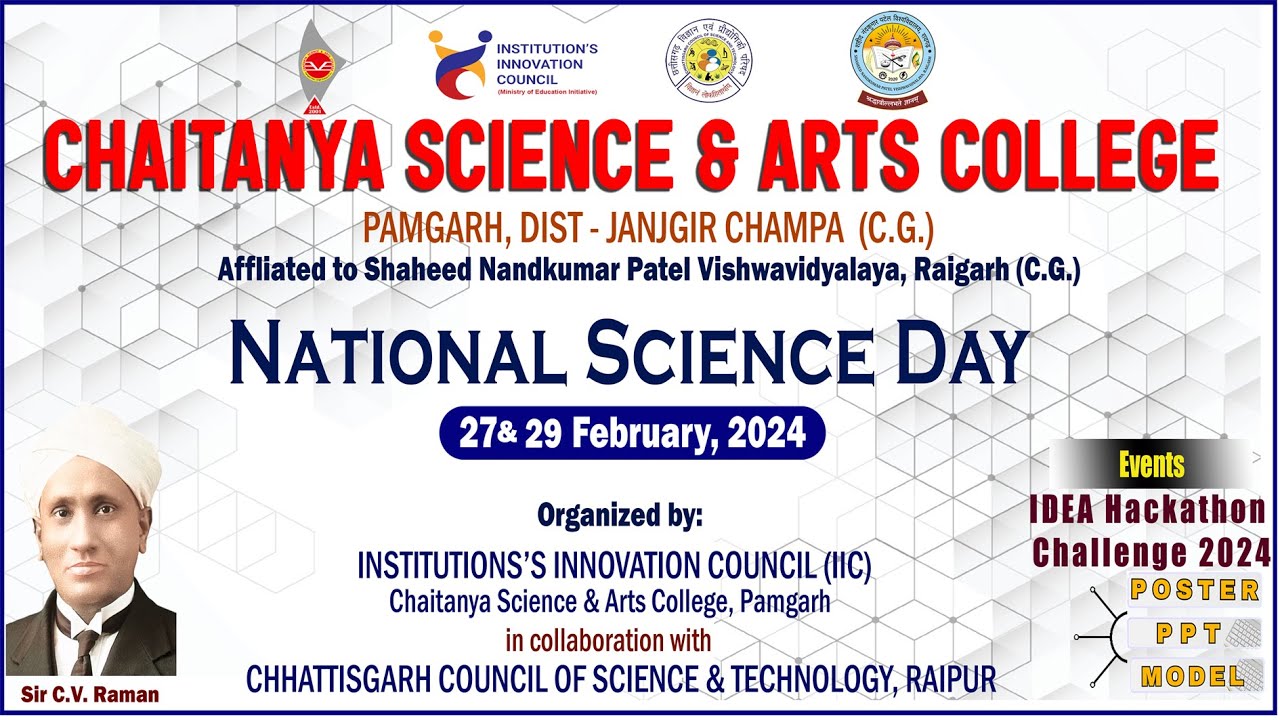 INSTITUTION'S
INNOVATION
COUNCIL
(Ministry of Education Initiative)
Estd.
2001
2020
CHAITANYA SCIENCE & ARTS COLLEGE
PAMGARH, DIST - JANJGIR CHAMPA (C.G.)
Affliated to Shaheed Nandkumar Patel Vishwavidyalaya, Raigarh (C.G.)
NATIONAL SCIENCE DAY
27& 29 February, 2024
Organized by:
INSTITUTIONS'S INNOVATION COUNCIL (IIC)
Chaitanya Science & Arts College, Pamgarh
in collaboration with
CHHATTISGARH COUNCIL OF SCIENCE & TECHNOLOGY, RAIPUR
Sir C.V. Raman
Events
IDEA Hackathon
Challenge 2024
POSTER
PPT
MODEL